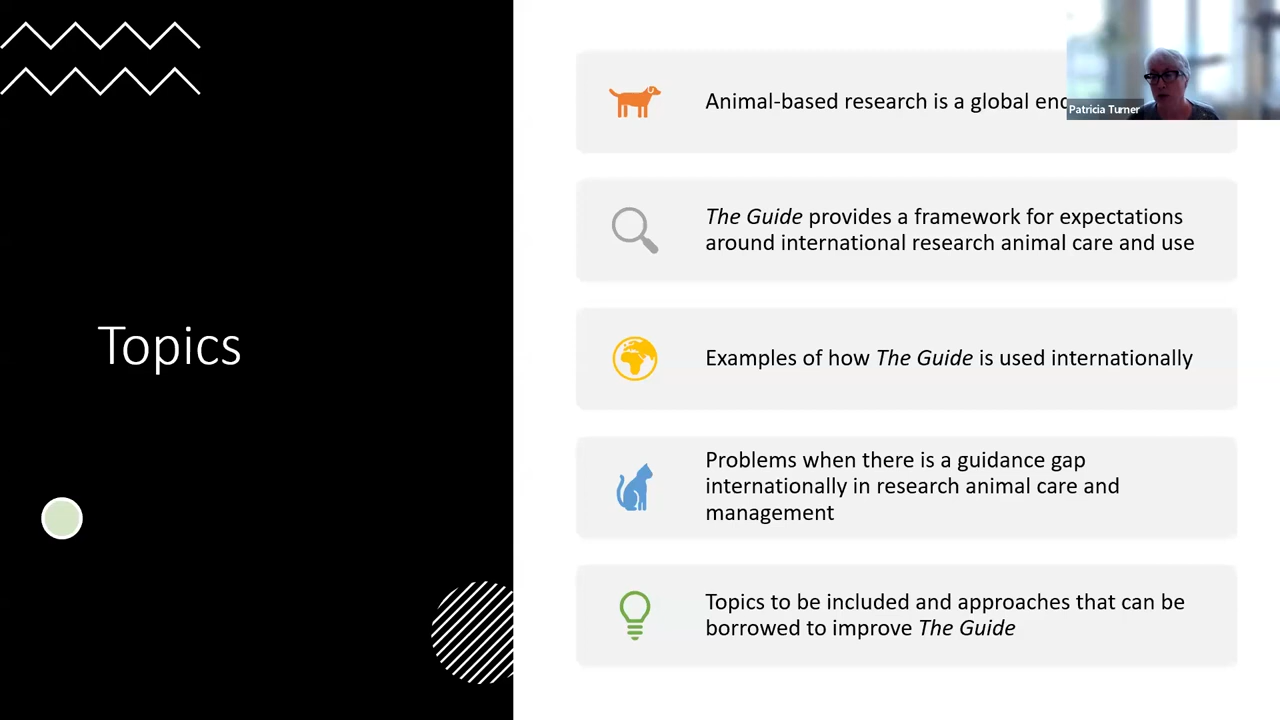 Topics
Animal-based research is a global
Patricia Turner
The Guide provides a framework for expectations
around international research animal care and use
Examples of how The Guide is used internationally
Problems when there is a guidance gap
internationally in research animal care and
management
Topics to be included and approaches that can be
borrowed to improve The Guide